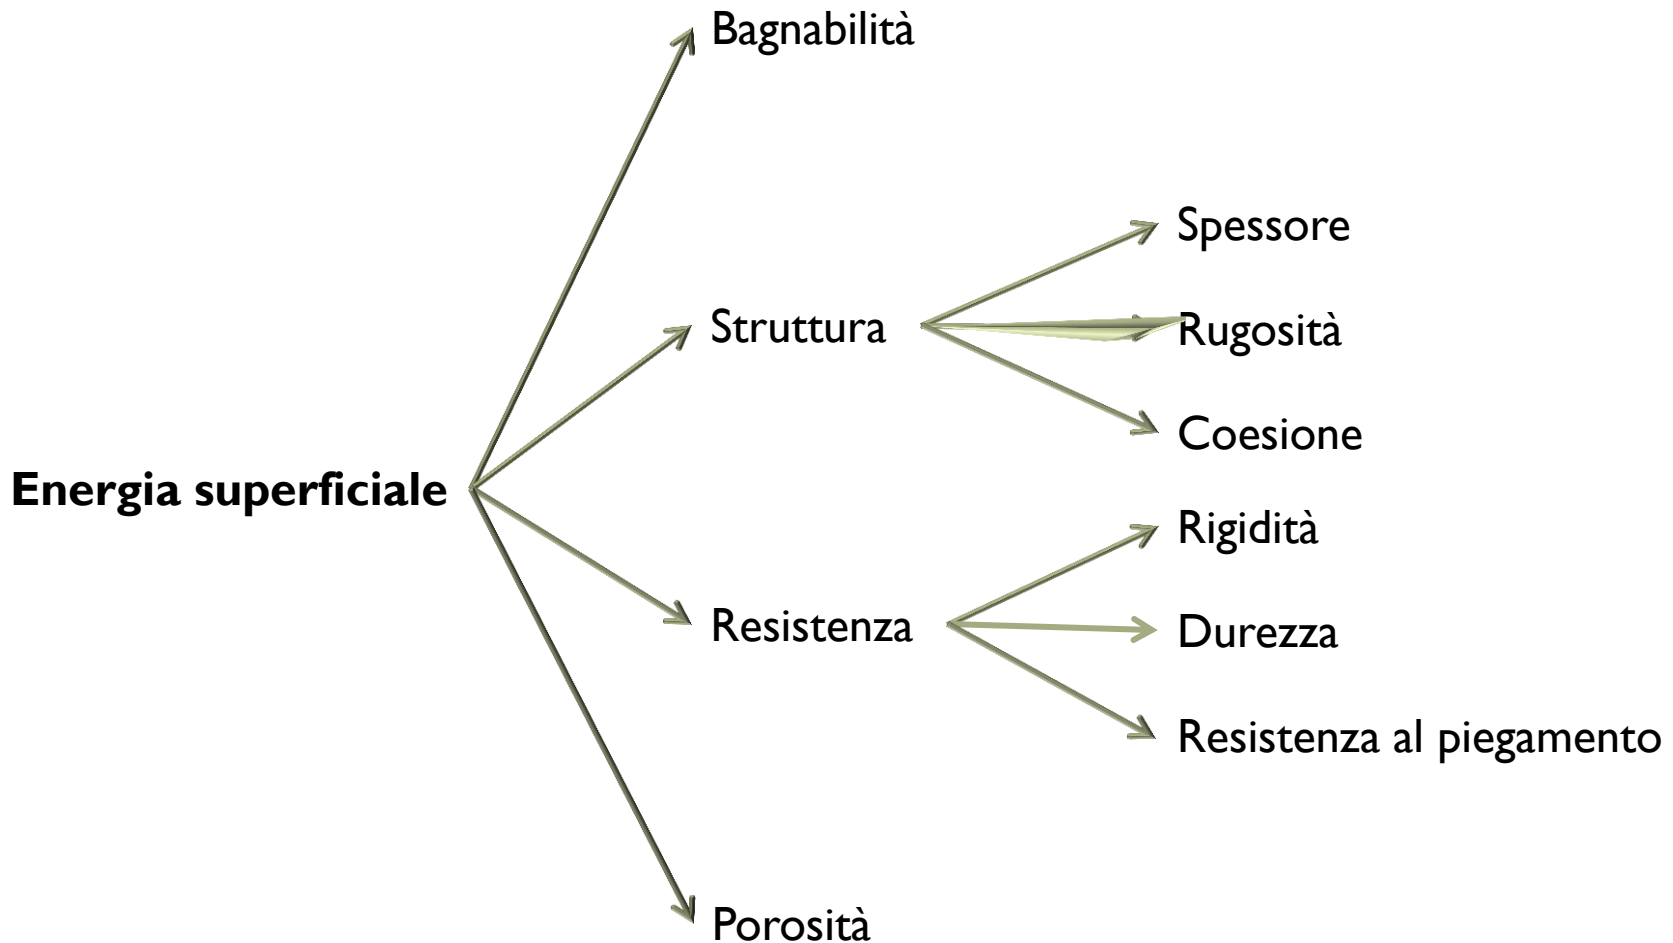 Bagnabilità
Spessore
Struttura
Rugosità
Coesione
Energia superficiale
Rigidità
Resistenza
Durezza
Resistenza al piegamento
Porosità